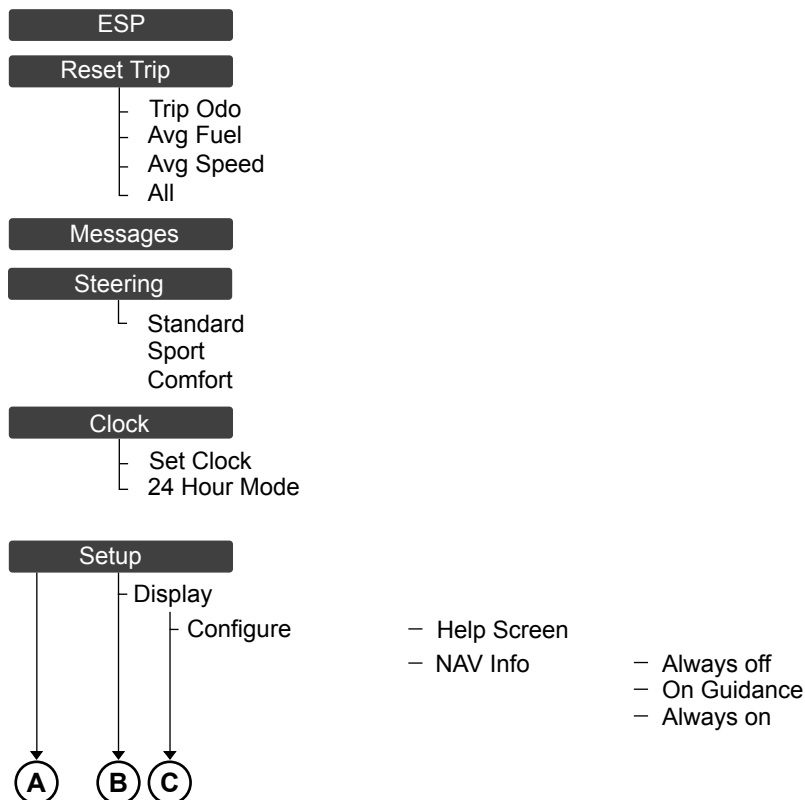 ESP
Reset Trip
Trip Odo
Avg Fuel
Avg Speed
All
Messages
Steering
Standard
Sport
Comfort
Clock
Set Clock
24 Hour Mode
Setup
Display
Configure
Help Screen
NAV Info
Always off
On Guidance
Always on
A
B
C